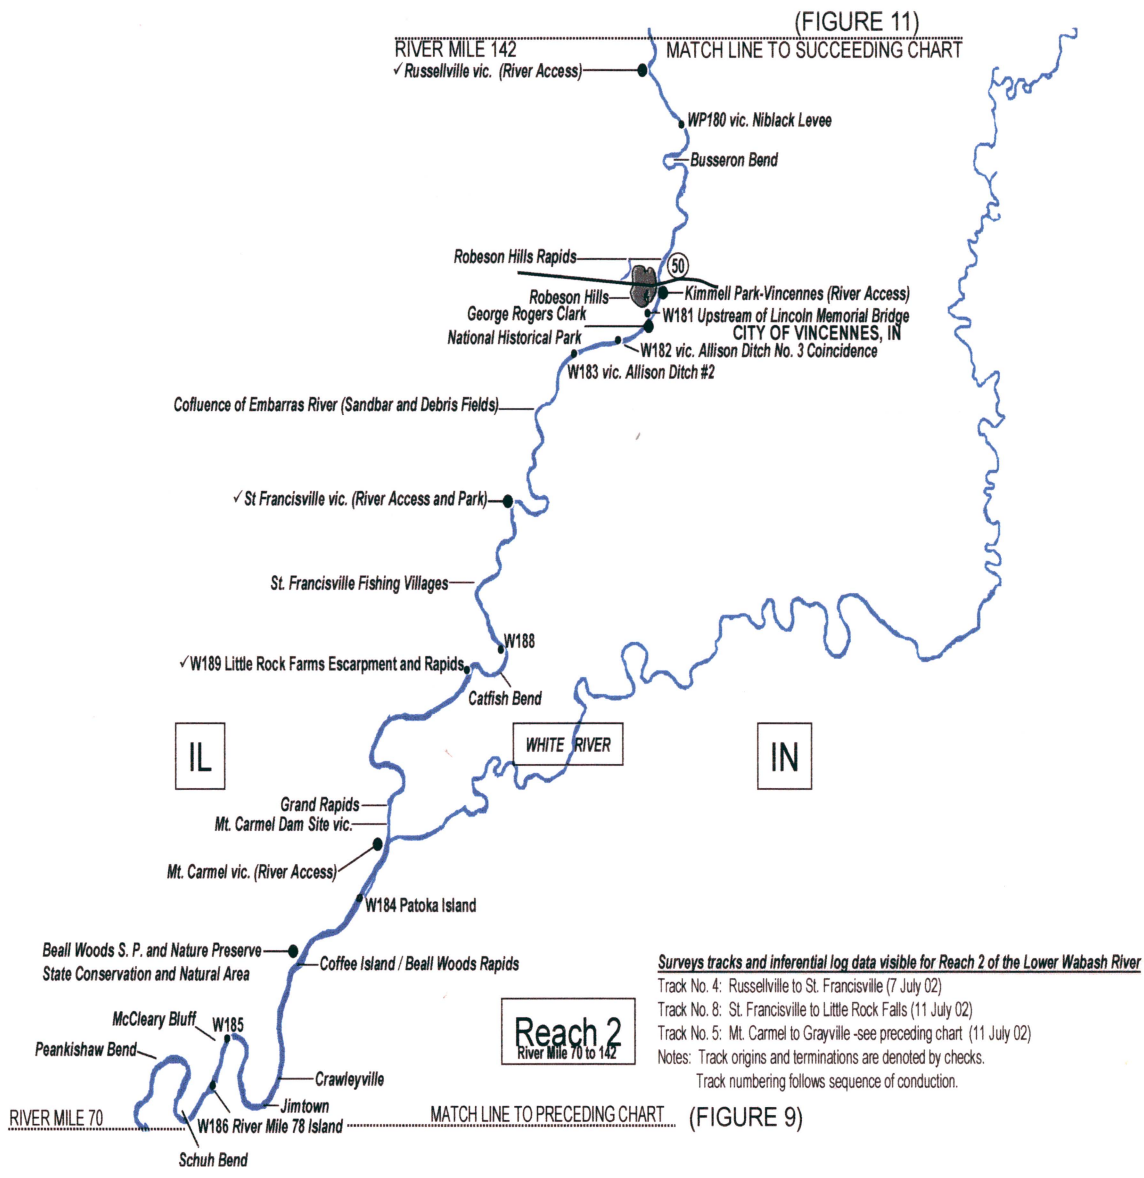 (FIGURE 11)
RIVER MILE 142
MATCH LINE TO SUCCEEDING CHART
✓Russellville vic. (River Access)
WP180 vic. Niblack Levee
Busseron Bend
Robeson Hills Rapids
50
Robeson Hills
Kimmell Park-Vincennes (River Access)
George Rogers Clark
National Historical Park
W181 Upstream of Lincoln Memorial Bridge
CITY OF VINCENNES, IN
W182 vic. Allison Ditch No. 3 Coincidence
W183 vic. Allison Ditch #2
Cofluence of Embarras River (Sandbar and Debris Fields)
✓St Francisville vic. (River Access and Park)
St. Francisville Fishing Villages
W188
✓W189 Little Rock Farms Escarpment and Rapids
Catfish Bend
IL
WHITE RIVER
IN
Grand Rapids
Mt. Carmel Dam Site vic.
Mt. Carmel vic. (River Access)
W184 Patoka Island
Beall Woods S. P. and Nature Preserve
State Conservation and Natural Area
Coffee Island / Beall Woods Rapids
Surveys tracks and inferential log data visible for Reach 2 of the Lower Wabash River
Track No. 4: Russellville to St. Francisville (7 July 02)
Track No. 8: St. Francisville to Little Rock Falls (11 July 02)
Track No. 5: Mt. Carmel to Grayville -see preceding chart (11 July 02)
Notes: Track origins and terminations are denoted by checks.
Track numbering follows sequence of conduction.
Reach 2
River Mile 70 to 142
McCleary Bluff
W185
Peankishaw Bend
Crawleyville
Jimtown
RIVER MILE 70
W186 River Mile 78 Island
MATCH LINE TO PRECEDING CHART
(FIGURE 9)
Schuh Bend